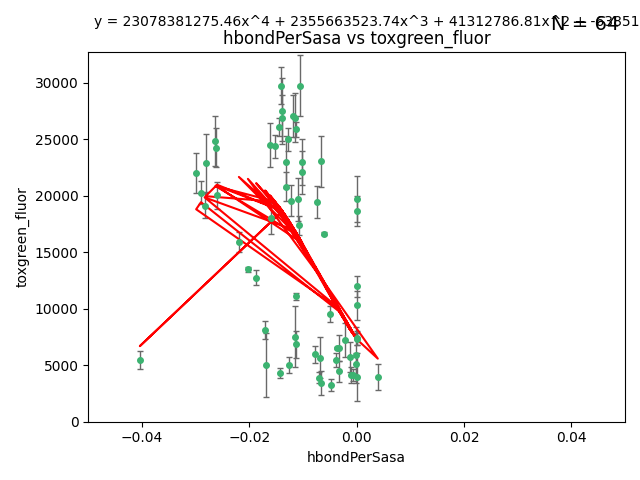 y = 23078381275.46x^4 + 2355663523.74x^3 + 41312786.81x^2 +
N = 64
hbondPerSasa vs toxgreen_fluor
30000
25000
20000
15000
10000
5000
0
toxgreen_fluor
−0.04 −0.02 0.00 0.02 0.04
hbondPerSasa